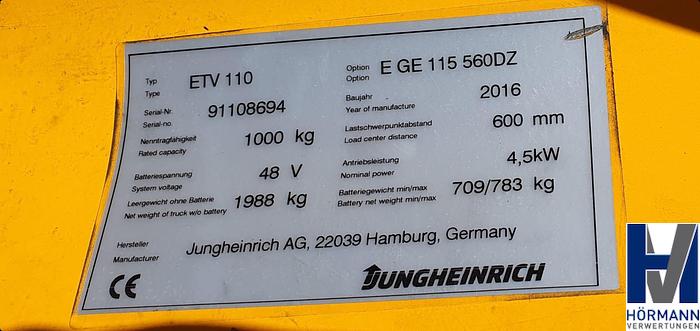 Typ ETV 110 Option E GE 115 560DZ
Type Option
Serial-Nr. 91108694 Baujahr 2016
Serial-no. Year of manufacture
Nenntragfähigkeit 1000 kg Lastschwerpunktabstand 600 mm
Rated capacity Load center distance
Batteriespannung 48 V Antriebsleistung 4,5kW
System voltage Nominal power
Leergewicht ohne Batterie 1988 kg Batteriegewicht min/max 709/783 kg
Net weight of truck w/o battery Battery net weight min/max
Hersteller Jungheinrich AG, 22039 Hamburg, Germany
Manufacturer
CE JUNGHEINRICH
HV
HÖRMANN
VERWERTUNGEN